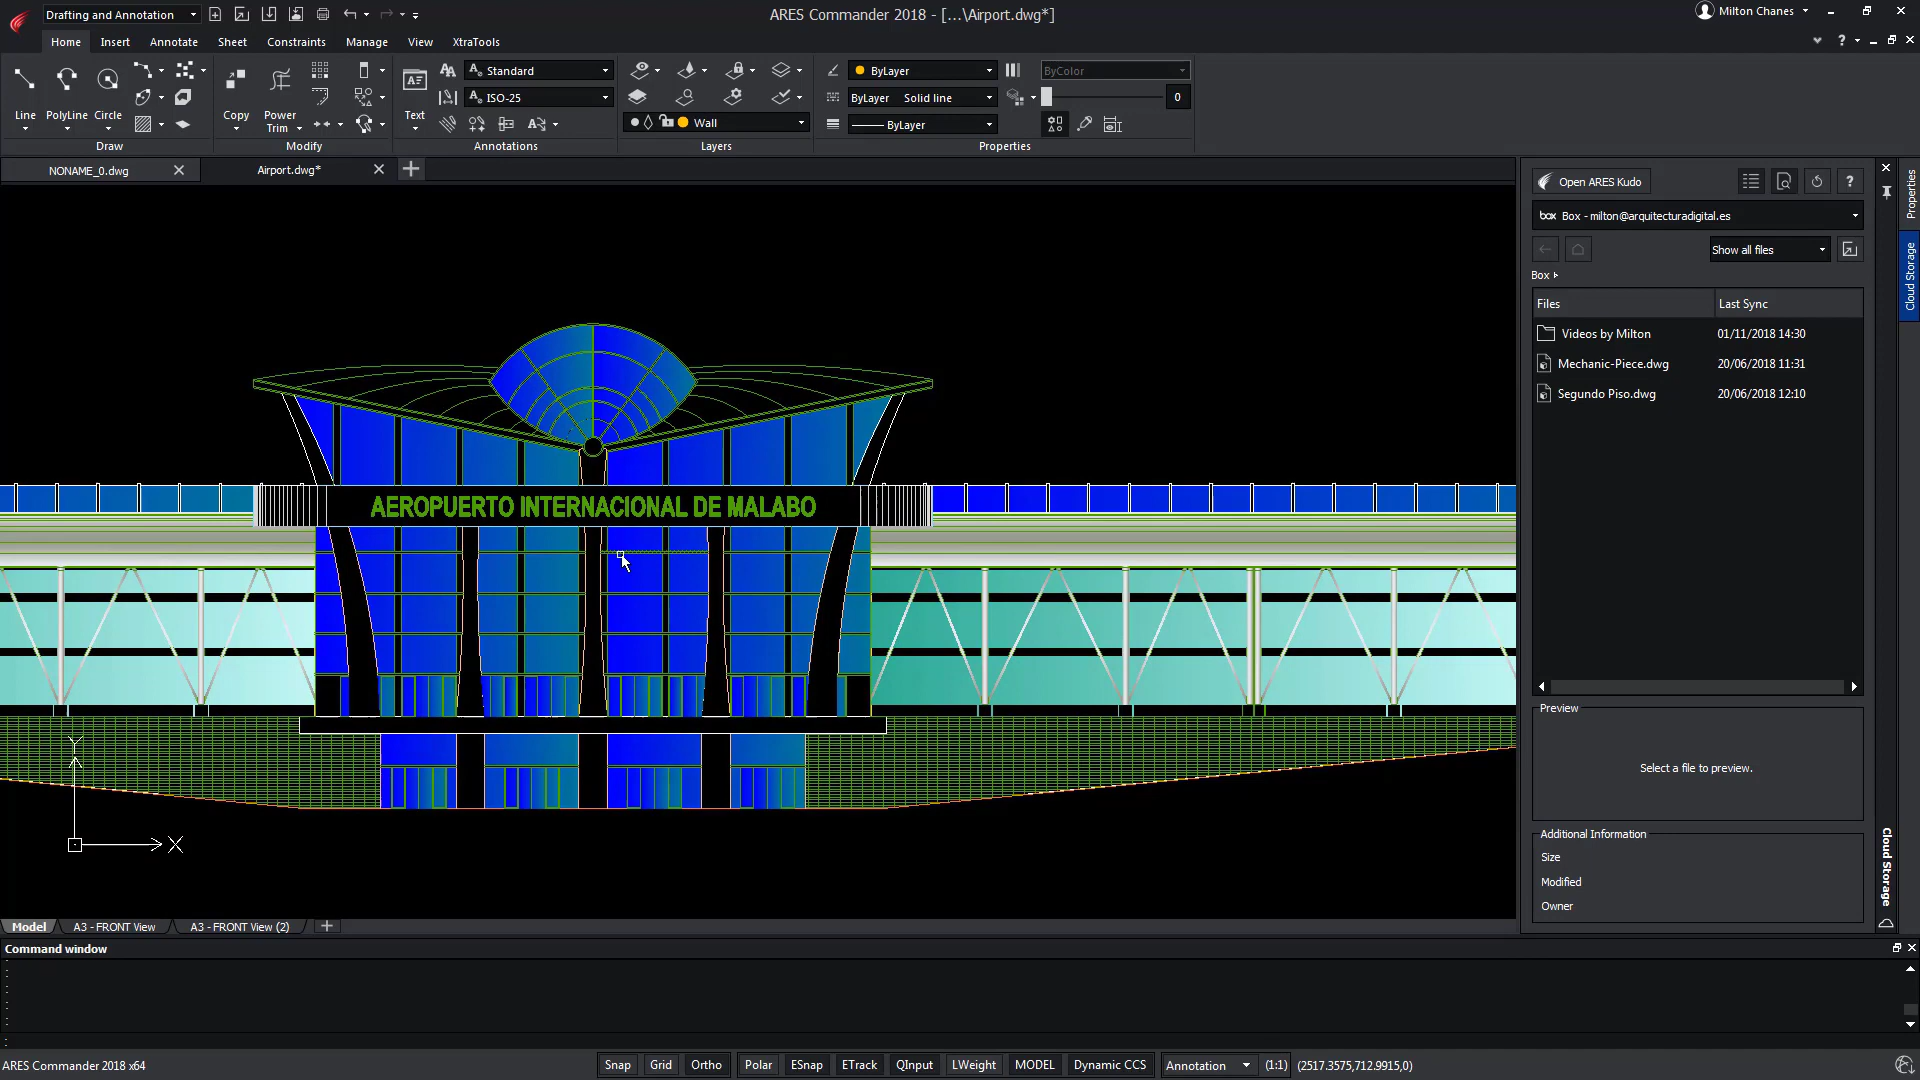 Drafting and Annotation
ARES Commander 2018 - [...\Airport.dwg*]
Milton Chanes
Home Insert Annotate Sheet Constraints Manage View XtraTools
Line PolyLine Circle
Draw
Copy Power Trim
Modify
Text
Standard
ISO-25
Annotations
Wall
Layers
ByLayer
ByLayer Solid line
ByLayer
ByColor
0
Properties
NONAME_0.dwg
Airport.dwg*
AEROPUERTO INTERNACIONAL DE MALABO
Y
X
Open ARES Kudo
?
box Box - milton@arquitecturadigital.es
Show all files
Box
Files Last Sync
Videos by Milton 01/11/2018 14:30
Mechanic-Piece.dwg 20/06/2018 11:31
Segundo Piso.dwg 20/06/2018 12:10
Preview
Select a file to preview.
Additional Information
Size
Modified
Owner
Properties
Cloud Storage
Cloud Storage
Model A3 - FRONT View A3 - FRONT View (2)
Command window
:
:
:
:
:
ARES Commander 2018 x64
Snap Grid Ortho Polar ESnap ETrack QInput LWeight MODEL Dynamic CCS Annotation (1:1) (2517.3575,712.9915,0)